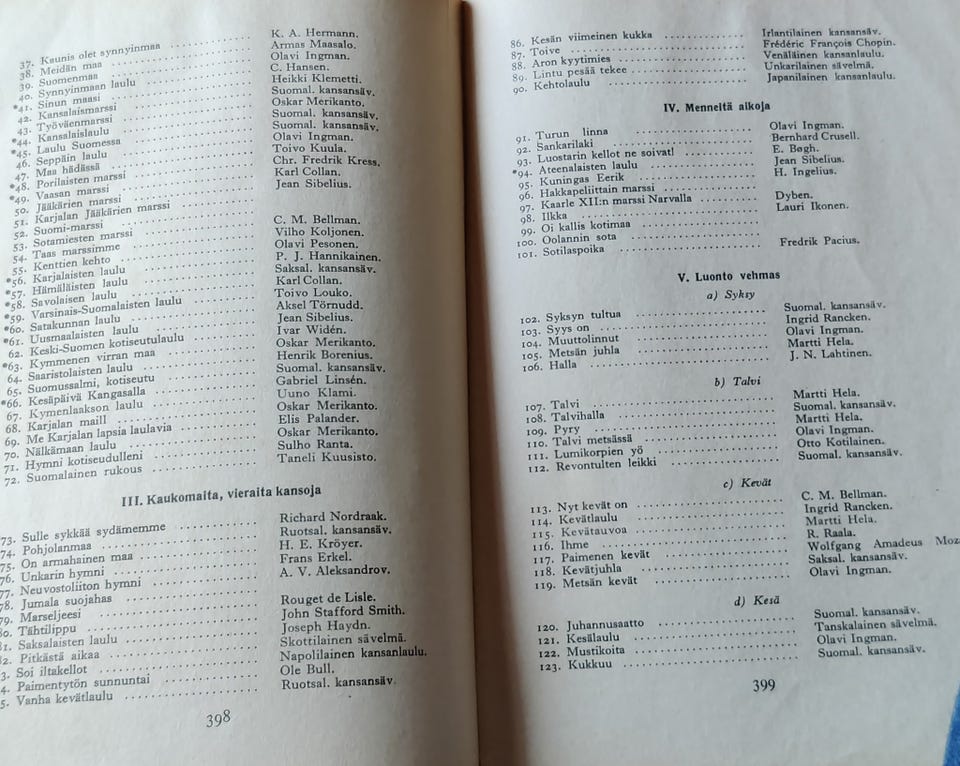 37. Kaunis olet synnyinmaa ........ K. A. Hermann.
38. Meidän maa ........ Armas Maasalo.
39. Suomenmaa ........ Olavi Ingman.
40. Synnyinmaan laulu ........ C. Hansen.
*41. Sinun maasi ........ Heikki Klemetti.
42. Kansalaismarssi ........ Suomal. kansansäv.
43. Työväenmarssi ........ Oskar Merikanto.
*44. Kansalaislaulu ........ Suomal. kansansäv.
*45. Laulu Suomessa ........ Suomal. kansansäv.
46. Seppäin laulu ........ Olavi Ingman.
47. Maa hädässä ........ Toivo Kuula.
*48. Porilaisten marssi ........ Chr. Fredrik Kress.
*49. Vaasan marssi ........ Karl Collan.
50. Jääkärien marssi ........ Jean Sibelius.
51. Karjalan Jääkärien marssi
52. Suomi-marssi ........
53. Sotamiesten marssi ........ C. M. Bellman.
54. Taas marssimme ........ Vilho Koljonen.
55. Kenttien kehto ........ Olavi Pesonen.
*56. Karjalaisten laulu ........ P. J. Hannikainen.
*57. Hämäläisten laulu ........ Saksal. kansansäv.
*58. Savolaisen laulu ........ Karl Collan.
*59. Varsinais-Suomalaisten laulu ........ Toivo Louko.
*60. Satakunnan laulu ........ Aksel Törnudd.
*61. Uusmaalaisten laulu ........ Jean Sibelius.
62. Keski-Suomen kotiseutulaulu ........ Ivar Widén.
*63. Kymmenen virran maa ........ Oskar Merikanto.
64. Saaristolaisten laulu ........ Henrik Borenius.
65. Suomussalmi, kotiseutu ........ Suomal. kansansäv.
*66. Kesäpäivä Kangasalla ........ Gabriel Linsén.
67. Kymenlaakson laulu ........ Uuno Klami.
68. Karjalan maill ........ Oskar Merikanto.
69. Me Karjalan lapsia laulavia ........ Elis Palander.
70. Nälkämaan laulu ........ Oskar Merikanto.
71. Hymni kotiseudulleni ........ Sulho Ranta.
72. Suomalainen rukous ........ Taneli Kuusisto.
III. Kaukomaita, vieraita kansoja
73. Sulle sykkää sydämemme ........ Richard Nordraak.
74. Pohjolanmaa ........ Ruotsal. kansansäv.
75. On armahainen maa ........ H. E. Kröyer.
76. Unkarin hymni ........ Frans Erkel.
77. Neuvostoliiton hymni ........ A. V. Aleksandrov.
78. Jumala suojahas ........
79. Marseljeesi ........ Rouget de Lisle.
80. Tähtilippu ........ John Stafford Smith.
81. Saksalaisten laulu ........ Joseph Haydn.
82. Pitkästä aikaa ........ Skottilainen sävelmä.
3. Soi iltakellot ........ Napolilainen kansanlaulu.
4. Paimentytön sunnuntai ........ Ole Bull.
5. Vanha kevätlaulu ........ Ruotsal. kansansäv.
398
86. Kesän viimeinen kukka ........ Irlantilainen kansansäv.
87. Toive ........ Frédéric François Chopin.
88. Aron kyytimies ........ Venäläinen kansanlaulu.
89. Lintu pesää tekee ........ Unkarilainen sävelmä.
90. Kehtolaulu ........ Japanilainen kansanlaulu.
IV. Menneitä aikoja
91. Turun linna ........ Olavi Ingman.
92. Sankarilaki ........ Bernhard Crusell.
93. Luostarin kellot ne soivat! ........ E. Bøgh.
*94. Ateenalaisten laulu ........ Jean Sibelius.
95. Kuningas Eerik ........ H. Ingelius.
96. Hakkapeliittain marssi ........
97. Kaarle XII:n marssi Narvalla ........ Dyben.
98. Ilkka ........ Lauri Ikonen.
99. Oi kallis kotimaa ........
100. Oolannin sota ........
101. Sotilaspoika ........ Fredrik Pacius.
V. Luonto vehmas
a) Syksy
102. Syksyn tultua ........ Suomal. kansansäv.
103. Syys on ........ Ingrid Rancken.
104. Muuttolinnut ........ Olavi Ingman.
105. Metsän juhla ........ Martti Hela.
106. Halla ........ J. N. Lahtinen.
b) Talvi
107. Talvi ........ Martti Hela.
108. Talvihalla ........ Suomal. kansansäv.
109. Pyry ........ Martti Hela.
110. Talvi metsässä ........ Olavi Ingman.
111. Lumikorpien yö ........ Otto Kotilainen.
112. Revontulten leikki ........ Suomal. kansansäv.
c) Kevät
113. Nyt kevät on ........ C. M. Bellman.
114. Kevätlaulu ........ Ingrid Rancken.
115. Kevätauvoa ........ Martti Hela.
116. Ihme ........ R. Raala.
117. Paimenen kevät ........ Wolfgang Amadeus Moza
118. Kevätjuhla ........ Saksal. kansansäv.
119. Metsän kevät ........ Olavi Ingman.
d) Kesä
120. Juhannusaatto ........ Suomal. kansansäv.
121. Kesälaulu ........ Tanskalainen sävelmä.
122. Mustikoita ........ Olavi Ingman.
123. Kukkuu ........ Suomal. kansansäv.
399